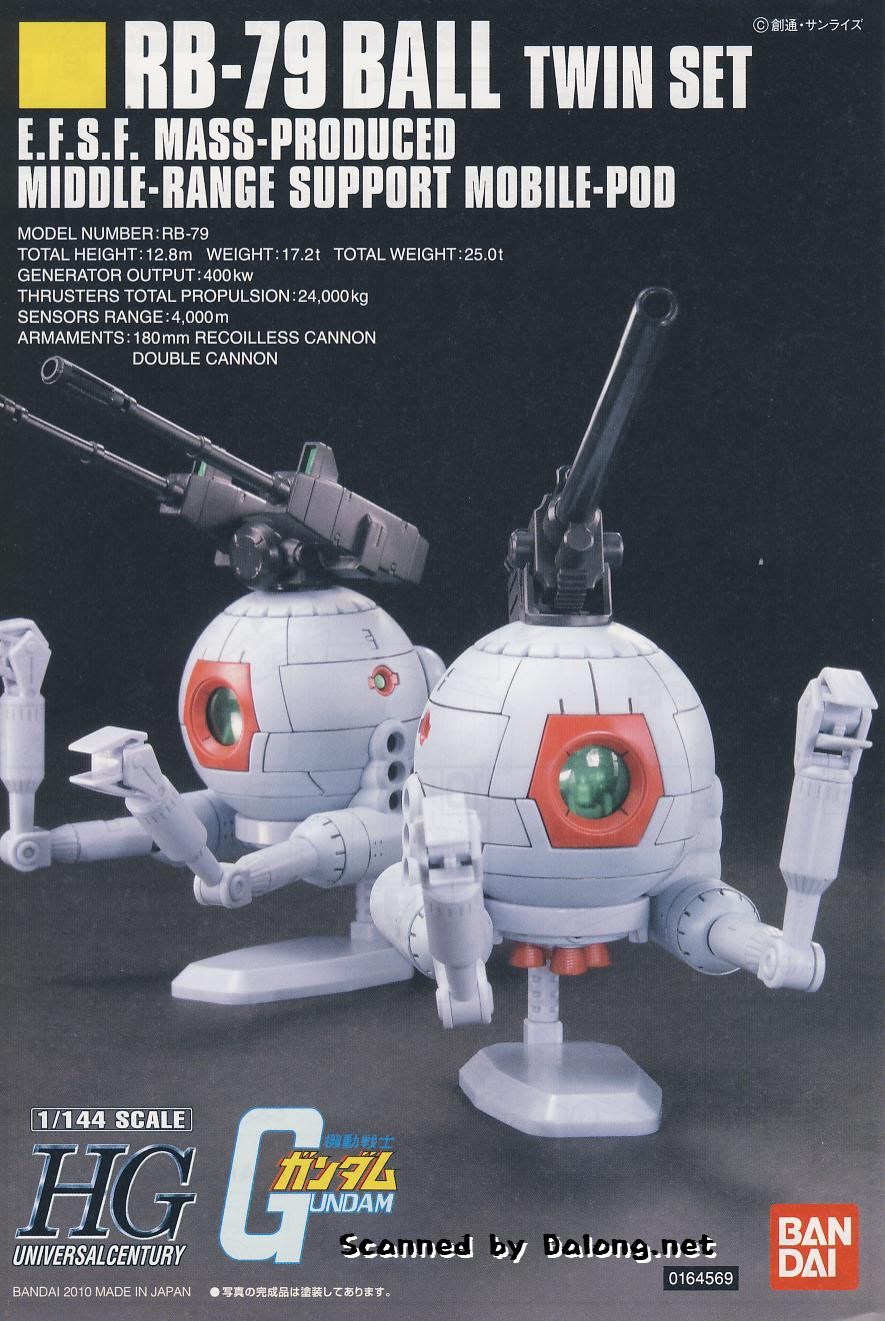 ©創通・サンライズ
RB-79 BALL TWIN SET
E.F.S.F. MASS-PRODUCED
MIDDLE-RANGE SUPPORT MOBILE-POD
MODEL NUMBER:RB-79
TOTAL HEIGHT:12.8m WEIGHT:17.2t TOTAL WEIGHT:25.0t
GENERATOR OUTPUT:400kw
THRUSTERS TOTAL PROPULSION:24,000kg
SENSORS RANGE:4,000m
ARMAMENTS:180mm RECOILLESS CANNON
DOUBLE CANNON
1/144 SCALE
HG
UNIVERSAL CENTURY
機動戦士
ガンダム
GUNDAM
Scanned by Dalong.net
BAN
DAI
0164569
BANDAI 2010 MADE IN JAPAN ●写真の完成品は塗装してあります。